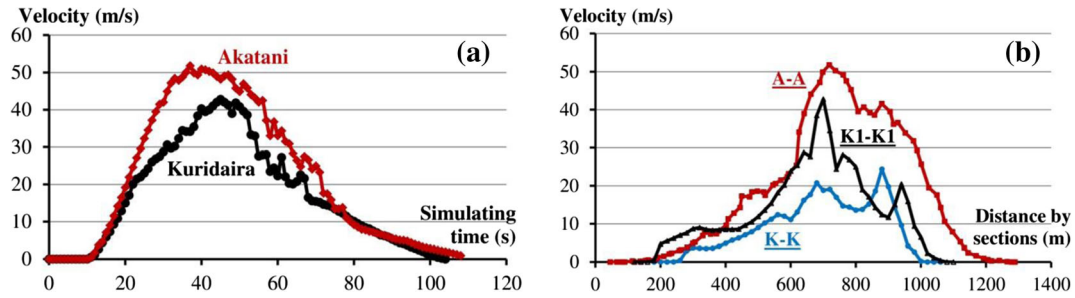 Velocity (m/s)
60
50
40
30
20
10
0
0 20 40 60 80 100 120
(a)
Akatani
Kuridaira
Simulating
time (s)
Velocity (m/s)
60
50
40
30
20
10
0
0 200 400 600 800 1000 1200 1400
(b)
A-A
K1-K1
K-K
Distance by
sections (m)